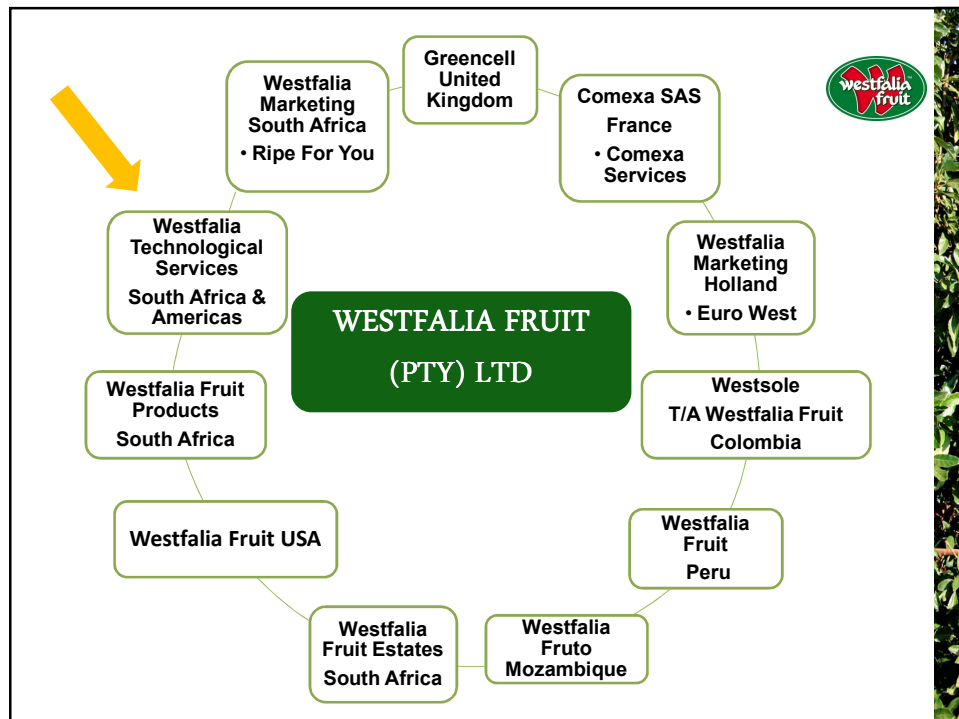 Greencell
United
Kingdom
Comexa SAS
France
• Comexa
Services
Westfalia
Marketing
Holland
• Euro West
Westsole
T/A Westfalia Fruit
Colombia
Westfalia
Fruit
Peru
Westfalia
Fruto
Mozambique
Westfalia
Fruit Estates
South Africa
Westfalia Fruit USA
Westfalia Fruit
Products
South Africa
Westfalia
Technological
Services
South Africa &
Americas
Westfalia
Marketing
South Africa
• Ripe For You
WESTFALIA FRUIT
(PTY) LTD
westfalia™
fruit